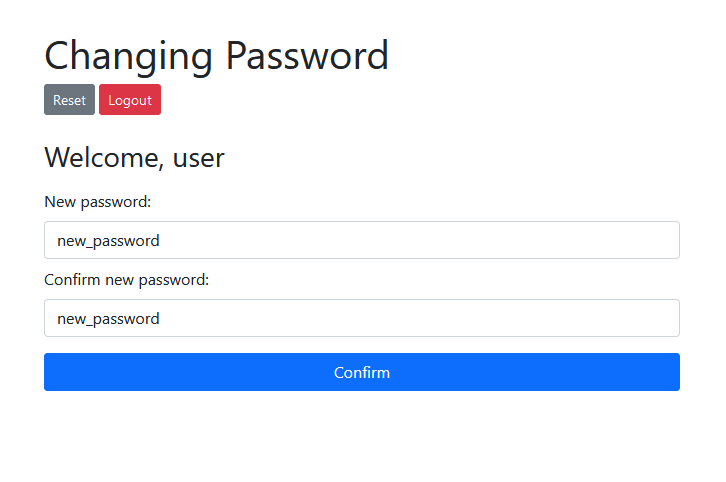 Changing Password
Reset Logout
Welcome, user
New password:
new_password
Confirm new password:
new_password
Confirm